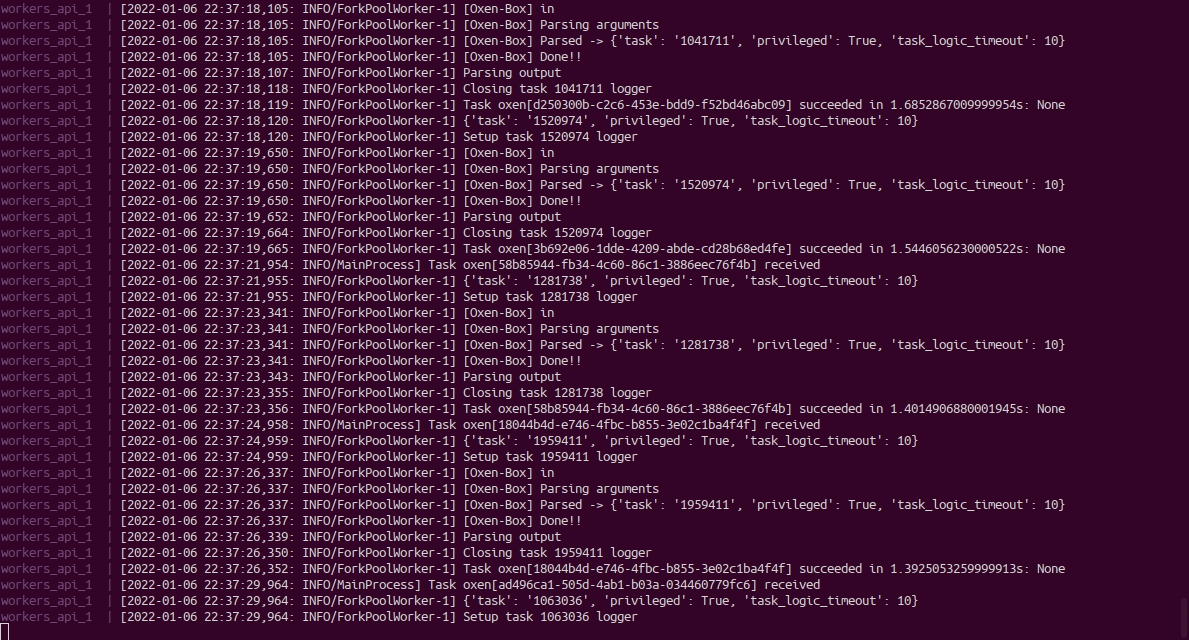 workers_api_1 | [2022-01-06 22:37:18,105: INFO/ForkPoolWorker-1] [Oxen-Box] in
workers_api_1 | [2022-01-06 22:37:18,105: INFO/ForkPoolWorker-1] [Oxen-Box] Parsing arguments
workers_api_1 | [2022-01-06 22:37:18,105: INFO/ForkPoolWorker-1] [Oxen-Box] Parsed -> {'task': '1041711', 'privileged': True, 'task_logic_timeout': 10}
workers_api_1 | [2022-01-06 22:37:18,105: INFO/ForkPoolWorker-1] [Oxen-Box] Done!!
workers_api_1 | [2022-01-06 22:37:18,107: INFO/ForkPoolWorker-1] Parsing output
workers_api_1 | [2022-01-06 22:37:18,118: INFO/ForkPoolWorker-1] Closing task 1041711 logger
workers_api_1 | [2022-01-06 22:37:18,119: INFO/ForkPoolWorker-1] Task oxen[d250300b-c2c6-453e-bdd9-f52bd46abc09] succeeded in 1.6852867009999954s: None
workers_api_1 | [2022-01-06 22:37:18,120: INFO/ForkPoolWorker-1] {'task': '1520974', 'privileged': True, 'task_logic_timeout': 10}
workers_api_1 | [2022-01-06 22:37:18,120: INFO/ForkPoolWorker-1] Setup task 1520974 logger
workers_api_1 | [2022-01-06 22:37:19,650: INFO/ForkPoolWorker-1] [Oxen-Box] in
workers_api_1 | [2022-01-06 22:37:19,650: INFO/ForkPoolWorker-1] [Oxen-Box] Parsing arguments
workers_api_1 | [2022-01-06 22:37:19,650: INFO/ForkPoolWorker-1] [Oxen-Box] Parsed -> {'task': '1520974', 'privileged': True, 'task_logic_timeout': 10}
workers_api_1 | [2022-01-06 22:37:19,650: INFO/ForkPoolWorker-1] [Oxen-Box] Done!!
workers_api_1 | [2022-01-06 22:37:19,652: INFO/ForkPoolWorker-1] Parsing output
workers_api_1 | [2022-01-06 22:37:19,664: INFO/ForkPoolWorker-1] Closing task 1520974 logger
workers_api_1 | [2022-01-06 22:37:19,665: INFO/ForkPoolWorker-1] Task oxen[3b692e06-1dde-4209-abde-cd28b68ed4fe] succeeded in 1.5446056230000522s: None
workers_api_1 | [2022-01-06 22:37:21,954: INFO/MainProcess] Task oxen[58b85944-fb34-4c60-86c1-3886eec76f4b] received
workers_api_1 | [2022-01-06 22:37:21,955: INFO/ForkPoolWorker-1] {'task': '1281738', 'privileged': True, 'task_logic_timeout': 10}
workers_api_1 | [2022-01-06 22:37:21,955: INFO/ForkPoolWorker-1] Setup task 1281738 logger
workers_api_1 | [2022-01-06 22:37:23,341: INFO/ForkPoolWorker-1] [Oxen-Box] in
workers_api_1 | [2022-01-06 22:37:23,341: INFO/ForkPoolWorker-1] [Oxen-Box] Parsing arguments
workers_api_1 | [2022-01-06 22:37:23,341: INFO/ForkPoolWorker-1] [Oxen-Box] Parsed -> {'task': '1281738', 'privileged': True, 'task_logic_timeout': 10}
workers_api_1 | [2022-01-06 22:37:23,341: INFO/ForkPoolWorker-1] [Oxen-Box] Done!!
workers_api_1 | [2022-01-06 22:37:23,343: INFO/ForkPoolWorker-1] Parsing output
workers_api_1 | [2022-01-06 22:37:23,355: INFO/ForkPoolWorker-1] Closing task 1281738 logger
workers_api_1 | [2022-01-06 22:37:23,356: INFO/ForkPoolWorker-1] Task oxen[58b85944-fb34-4c60-86c1-3886eec76f4b] succeeded in 1.4014906880001945s: None
workers_api_1 | [2022-01-06 22:37:24,958: INFO/MainProcess] Task oxen[18044b4d-e746-4fbc-b855-3e02c1ba4f4f] received
workers_api_1 | [2022-01-06 22:37:24,959: INFO/ForkPoolWorker-1] {'task': '1959411', 'privileged': True, 'task_logic_timeout': 10}
workers_api_1 | [2022-01-06 22:37:24,959: INFO/ForkPoolWorker-1] Setup task 1959411 logger
workers_api_1 | [2022-01-06 22:37:26,337: INFO/ForkPoolWorker-1] [Oxen-Box] in
workers_api_1 | [2022-01-06 22:37:26,337: INFO/ForkPoolWorker-1] [Oxen-Box] Parsing arguments
workers_api_1 | [2022-01-06 22:37:26,337: INFO/ForkPoolWorker-1] [Oxen-Box] Parsed -> {'task': '1959411', 'privileged': True, 'task_logic_timeout': 10}
workers_api_1 | [2022-01-06 22:37:26,337: INFO/ForkPoolWorker-1] [Oxen-Box] Done!!
workers_api_1 | [2022-01-06 22:37:26,339: INFO/ForkPoolWorker-1] Parsing output
workers_api_1 | [2022-01-06 22:37:26,350: INFO/ForkPoolWorker-1] Closing task 1959411 logger
workers_api_1 | [2022-01-06 22:37:26,352: INFO/ForkPoolWorker-1] Task oxen[18044b4d-e746-4fbc-b855-3e02c1ba4f4f] succeeded in 1.3925053259999913s: None
workers_api_1 | [2022-01-06 22:37:29,964: INFO/MainProcess] Task oxen[ad496ca1-505d-4ab1-b03a-034460779fc6] received
workers_api_1 | [2022-01-06 22:37:29,964: INFO/ForkPoolWorker-1] {'task': '1063036', 'privileged': True, 'task_logic_timeout': 10}
workers_api_1 | [2022-01-06 22:37:29,964: INFO/ForkPoolWorker-1] Setup task 1063036 logger